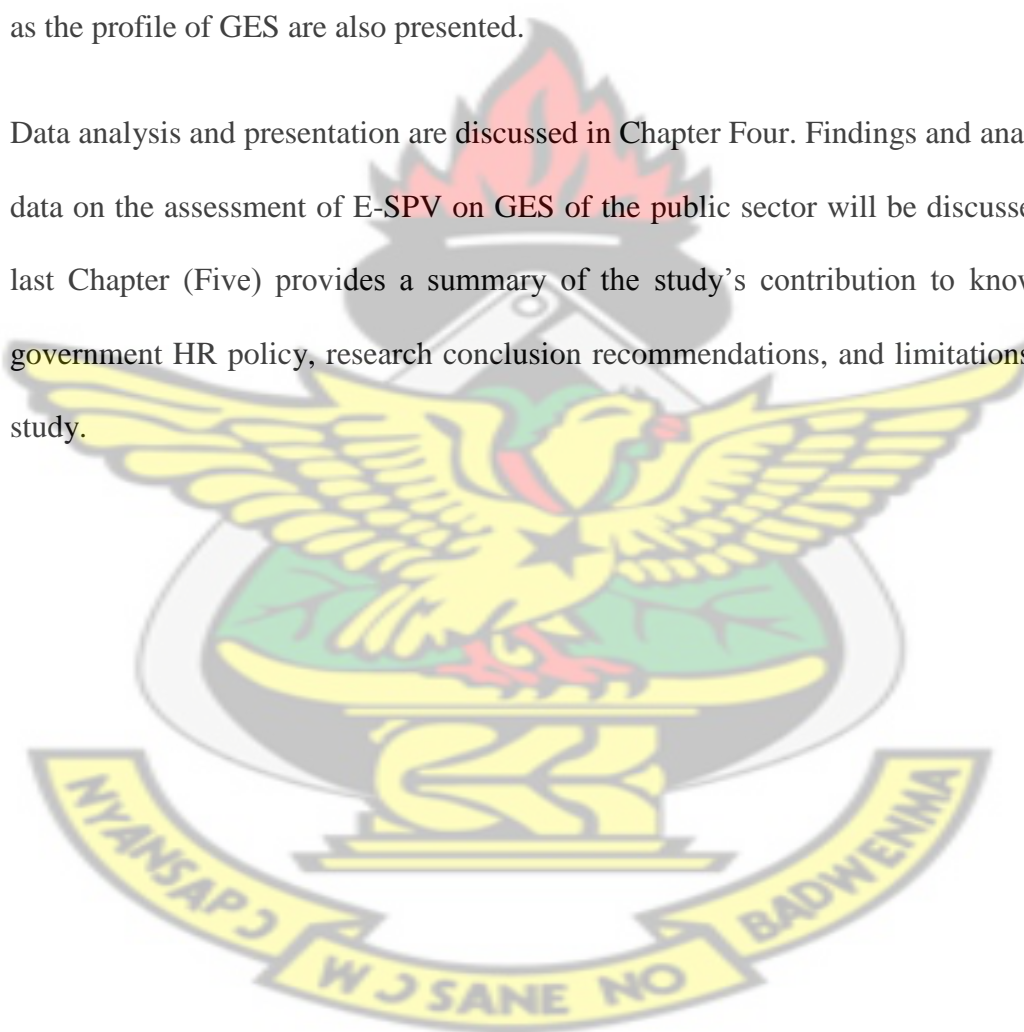 as the profile of GES are also presented.
Data analysis and presentation are discussed in Chapter Four. Findings and ana
data on the assessment of E-SPV on GES of the public sector will be discusse
last Chapter (Five) provides a summary of the study’s contribution to know
government HR policy, research conclusion recommendations, and limitations
study.
NYANSAPƆ
WƆ SANE NO
BADWENMA